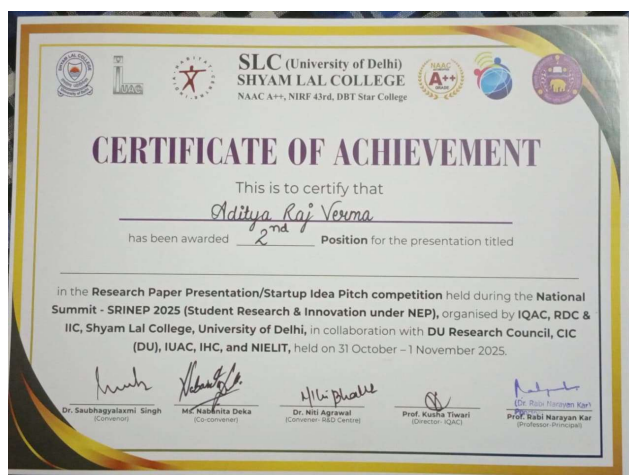 SLC (University of Delhi)
SHYAM LAL COLLEGE
NAAC A++, NIRF 43rd, DBT Star College
NAAC
A++
GRADE
CERTIFICATE OF ACHIEVEMENT
This is to certify that
Aditya Raj Verma
has been awarded 2nd Position for the presentation titled
in the Research Paper Presentation/Startup Idea Pitch competition held during the National
Summit - SRINEP 2025 (Student Research & Innovation under NEP), organised by IQAC, RDC &
IIC, Shyam Lal College, University of Delhi, in collaboration with DU Research Council, CIC
(DU), IUAC, IHC, and NIELIT, held on 31 October – 1 November 2025.
Dr. Saubhagyalaxmi Singh
(Convenor)
Ms. Nabanita Deka
(Co-convener)
Dr. Niti Agrawal
(Convener- R&D Centre)
Prof. Kusha Tiwari
(Director- IQAC)
(Dr. Rabi Narayan Kar)
Prof. Rabi Narayan Kar
(Professor-Principal)